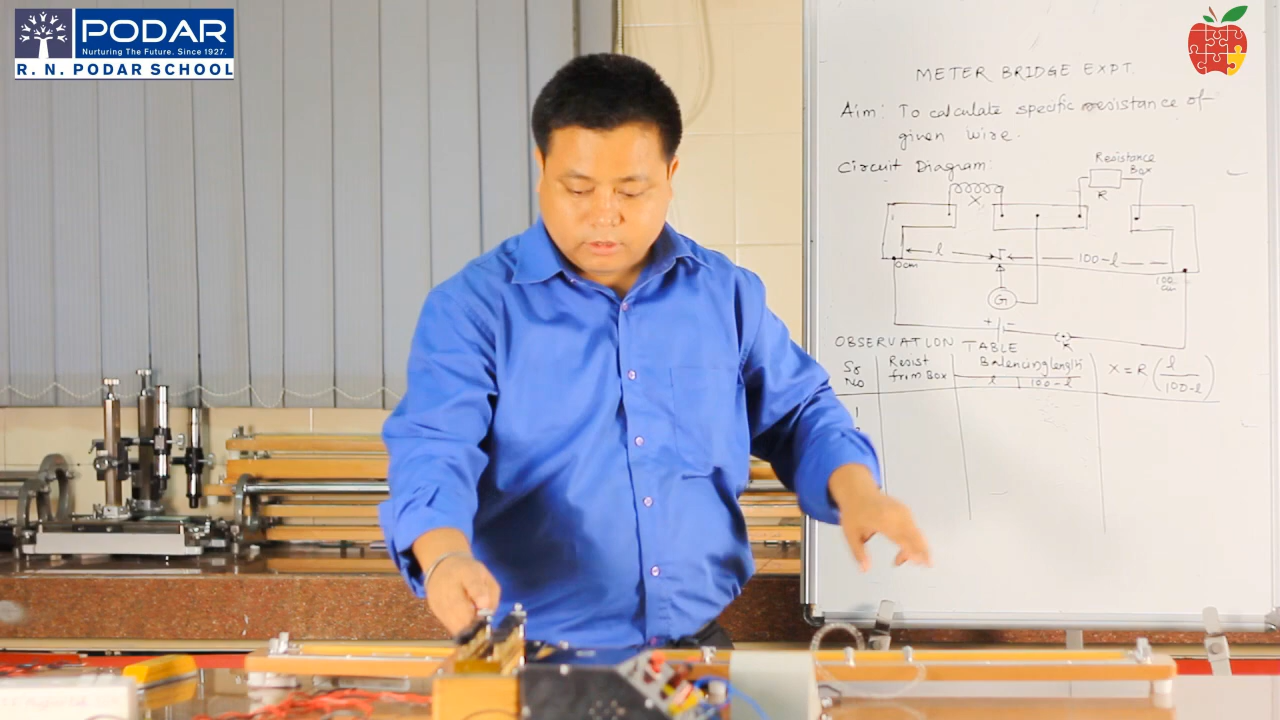 PODAR
Nurturing The Future. Since 1927.
R. N. PODAR SCHOOL
METER BRIDGE EXPT.
Aim: To calculate specific resistance of
given wire.
Circuit Diagram
Resistance
Box
X
R
l
100-l
0cm
100
cm
G
+ -
K
OBSERVATION TABLE
Sr No
Resist from Box
Balencing length
l
100-l
X = R (l/100-l)
1